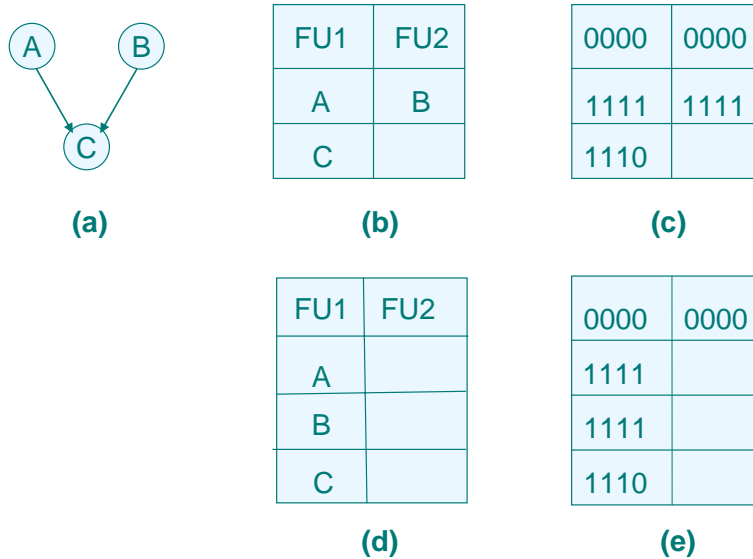 A B
C
(a)
FU1 FU2
A B
C
(b)
0000 0000
1111 1111
1110
(c)
FU1 FU2
A
B
C
(d)
0000 0000
1111
1111
1110
(e)